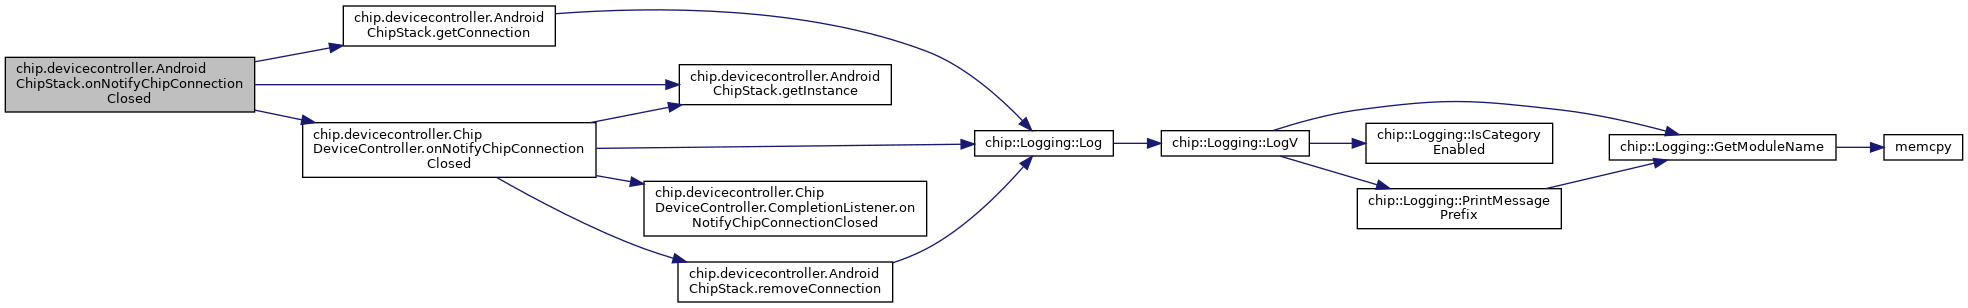 chip.devicecontroller.Android
ChipStack.onNotifyChipConnection
Closed
chip.devicecontroller.Android
ChipStack.getConnection
chip.devicecontroller.Android
ChipStack.getInstance
chip.devicecontroller.Chip
DeviceController.onNotifyChipConnection
Closed
chip.devicecontroller.Chip
DeviceController.CompletionListener.on
NotifyChipConnectionClosed
chip.devicecontroller.Android
ChipStack.removeConnection
chip::Logging::Log
chip::Logging::LogV
chip::Logging::IsCategory
Enabled
chip::Logging::PrintMessage
Prefix
chip::Logging::GetModuleName
memcpy